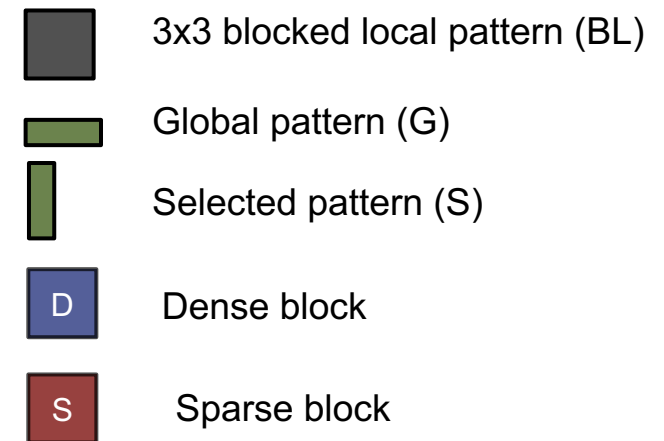 3x3 blocked local pattern (BL)
Global pattern (G)
Selected pattern (S)
D Dense block
S Sparse block